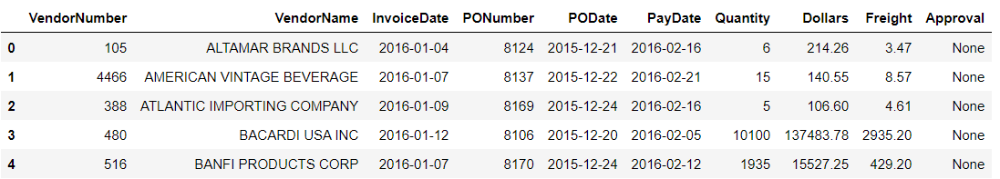 VendorNumber VendorName InvoiceDate PONumber PODate PayDate Quantity Dollars Freight Approval
0 105 ALTAMAR BRANDS LLC 2016-01-04 8124 2015-12-21 2016-02-16 6 214.26 3.47 None
1 4466 AMERICAN VINTAGE BEVERAGE 2016-01-07 8137 2015-12-22 2016-02-21 15 140.55 8.57 None
2 388 ATLANTIC IMPORTING COMPANY 2016-01-09 8169 2015-12-24 2016-02-16 5 106.60 4.61 None
3 480 BACARDI USA INC 2016-01-12 8106 2015-12-20 2016-02-05 10100 137483.78 2935.20 None
4 516 BANFI PRODUCTS CORP 2016-01-07 8170 2015-12-24 2016-02-12 1935 15527.25 429.20 None